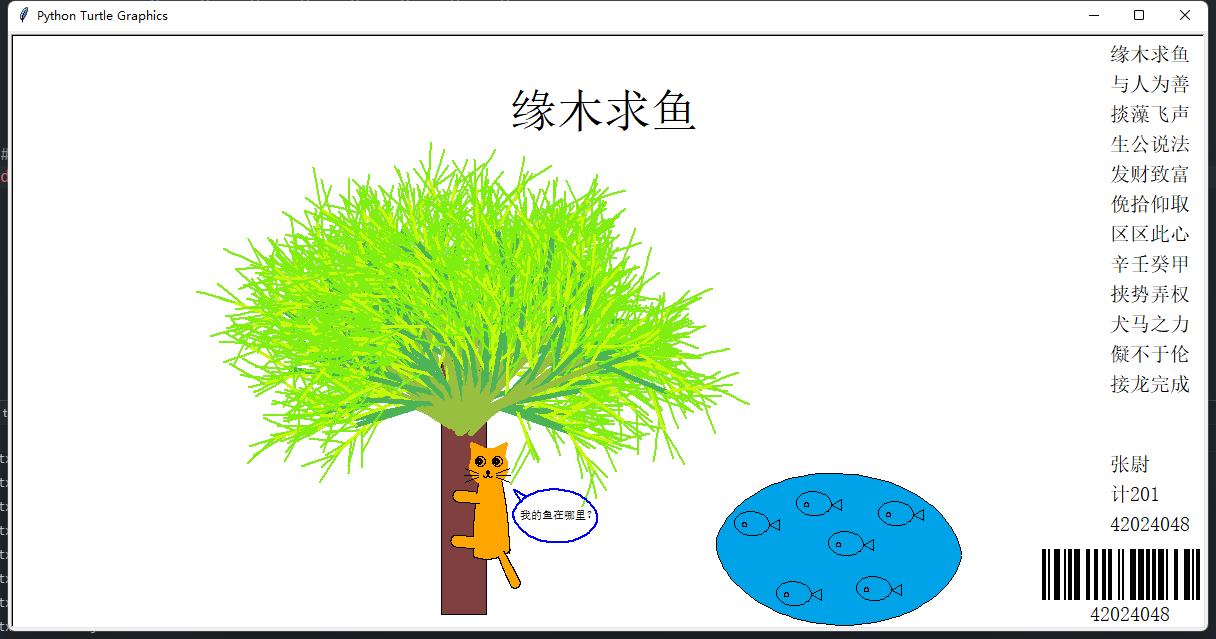 Python Turtle Graphics
缘木求鱼
我的鱼在哪里?
缘木求鱼
与人为善
掞藻飞声
生公说法
发财致富
俛拾仰取
区区此心
辛壬癸甲
挟势弄权
犬马之力
儗不于伦
接龙完成
张尉
计201
42024048
42024048